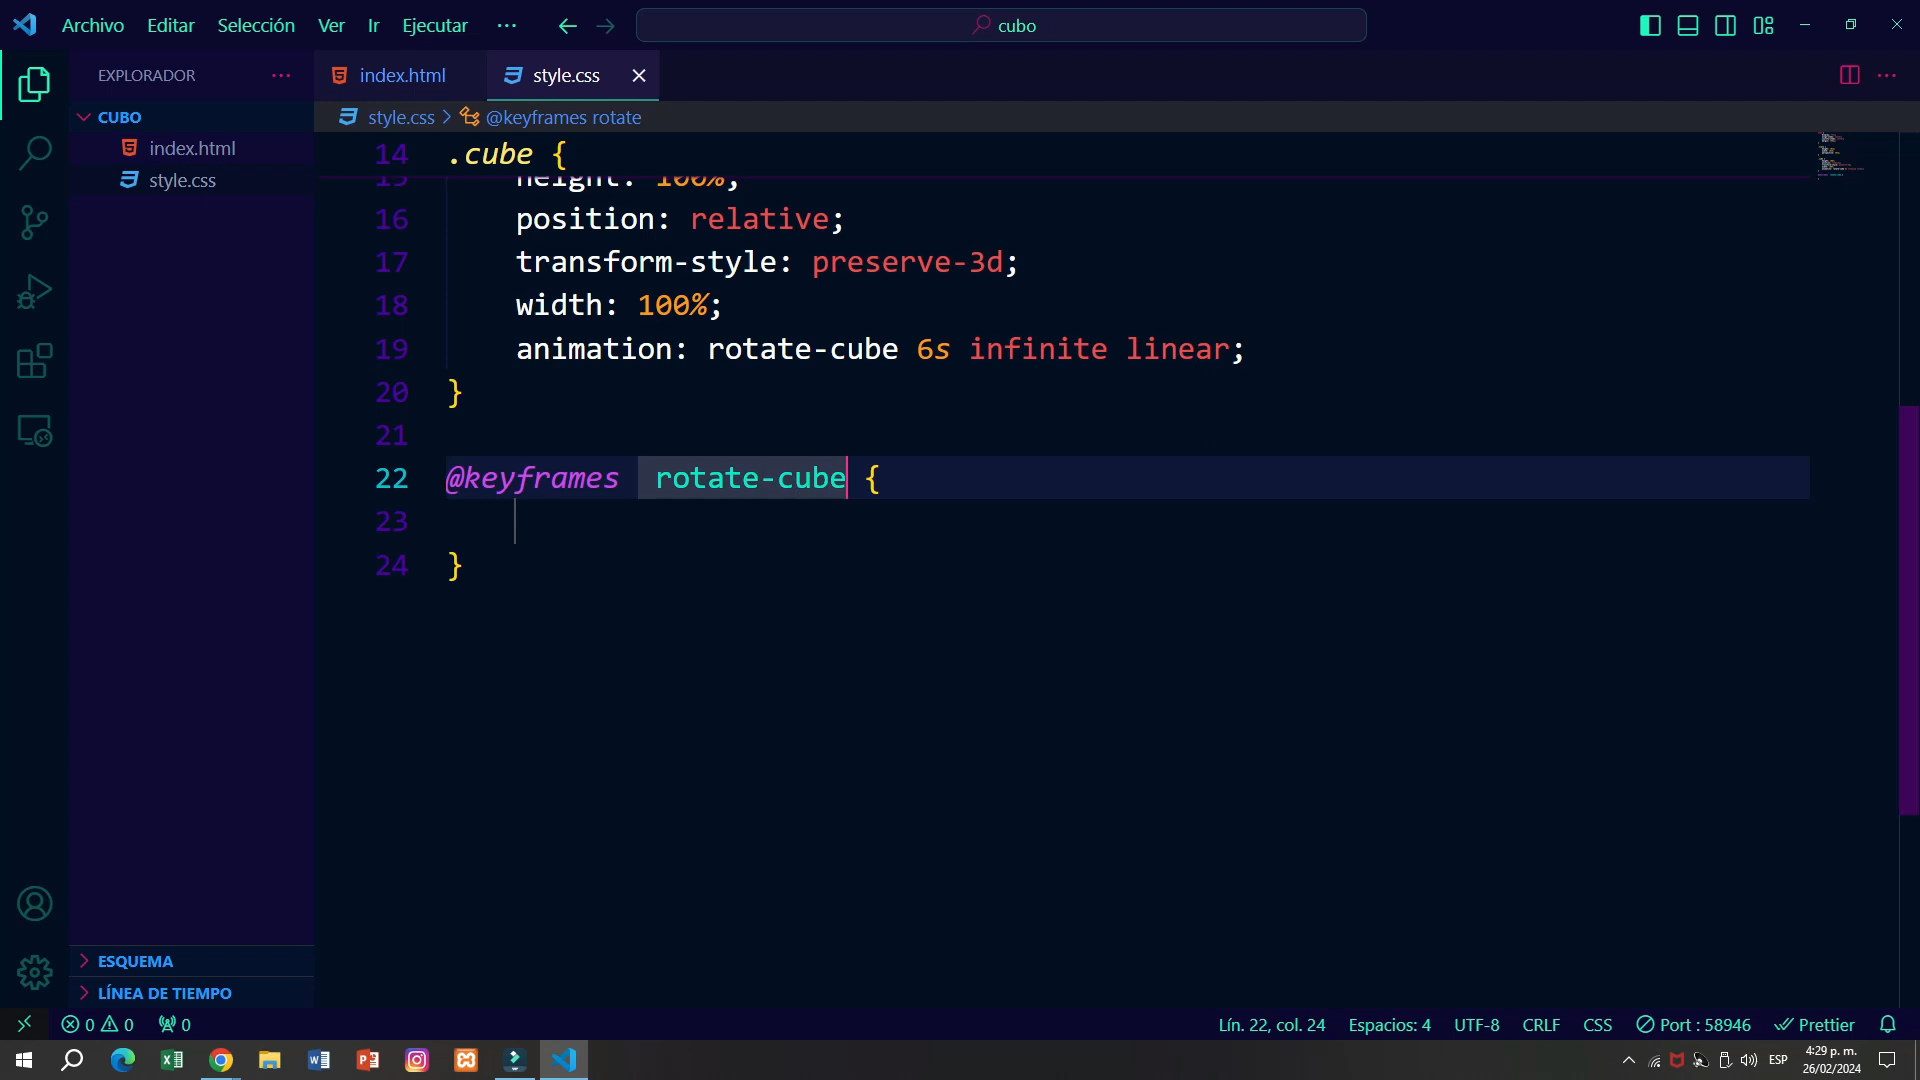 Archivo Editar Selección Ver Ir Ejecutar ··· cubo
EXPLORADOR ···
index.html style.css
CUBO
style.css > @keyframes rotate
index.html
style.css
14 .cube {
15 height: 100%;
16 position: relative;
17 transform-style: preserve-3d;
18 width: 100%;
19 animation: rotate-cube 6s infinite linear;
20 }
21
22 @keyframes  rotate-cube {
23
24 }
ESQUEMA
LÍNEA DE TIEMPO
0 0 0 Lín. 22, col. 24 Espacios: 4 UTF-8 CRLF CSS Port : 58946 Prettier
ESP 4:29 p. m.
26/02/2024